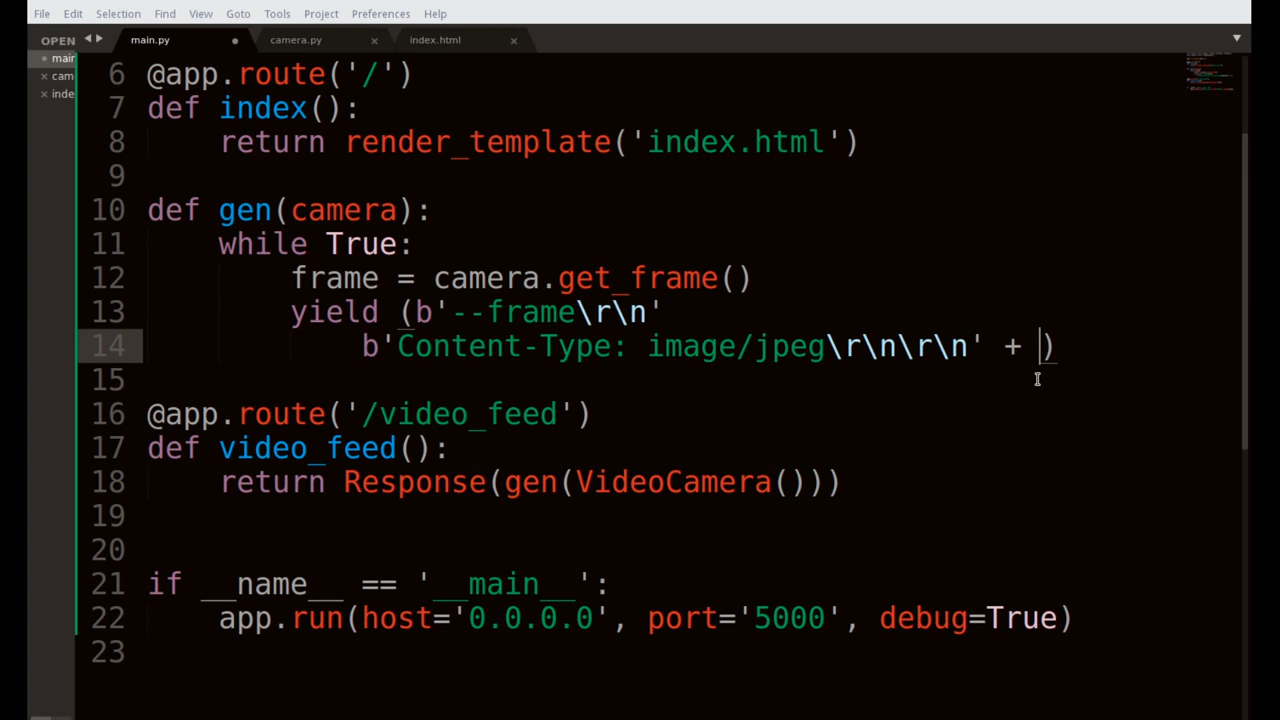 File Edit Selection Find View Goto Tools Project Preferences Help
OPEN main.py camera.py index.html
main
cam
inde
6 @app.route('/')
7 def index():
8 return render_template('index.html')
9
10 def gen(camera):
11 while True:
12 frame = camera.get_frame()
13 yield (b'--frame\r\n'
14 b'Content-Type: image/jpeg\r\n\r\n' + )
15
16 @app.route('/video_feed')
17 def video_feed():
18 return Response(gen(VideoCamera()))
19
20
21 if __name__ == '__main__':
22 app.run(host='0.0.0.0', port='5000', debug=True)
23